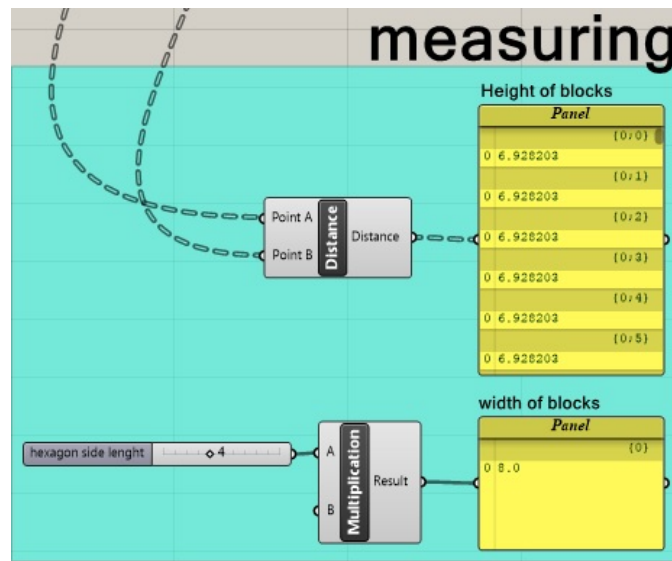 measuring
Height of blocks
Panel
{0;0}
0 6.928203
{0;1}
0 6.928203
{0;2}
0 6.928203
{0;3}
0 6.928203
{0;4}
0 6.928203
{0;5}
0 6.928203
Point A
Point B
Distance
Distance
width of blocks
Panel
{0}
0 8.0
hexagon side lenght
4
A
B
Multiplication
Result